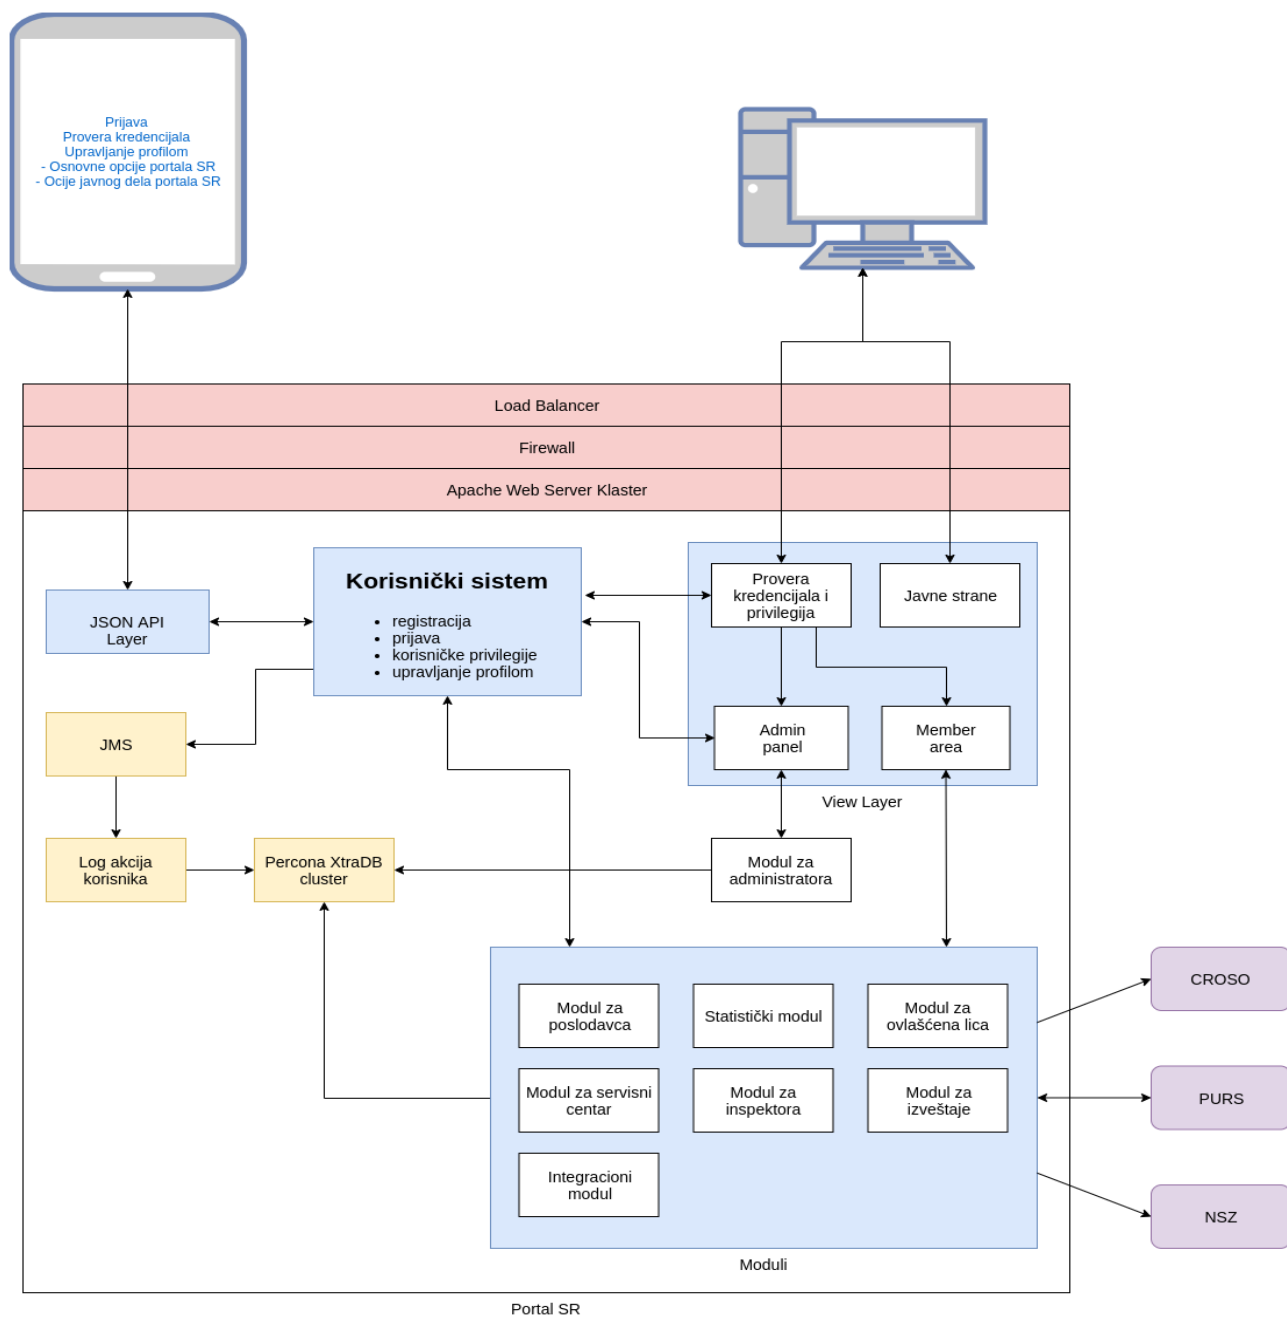 Prijava
Provera kredencijala
Upravljanje profilom
- Osnovne opcije portala SR
- Ocije javnog dela portala SR
Load Balancer
Firewall
Apache Web Server Klaster
JSON API
Layer
Korisnički sistem
• registracija
• prijava
• korisničke privilegije
• upravljanje profilom
Provera
kredencijala i
privilegija
Javne strane
JMS
Admin
panel
Member
area
View Layer
Log akcija
korisnika
Percona XtraDB
cluster
Modul za
administratora
Modul za
poslodavca
Statistički modul
Modul za
ovlašćena lica
Modul za servisni
centar
Modul za
inspektora
Modul za
izveštaje
Integracioni
modul
Moduli
CROSO
PURS
NSZ
Portal SR